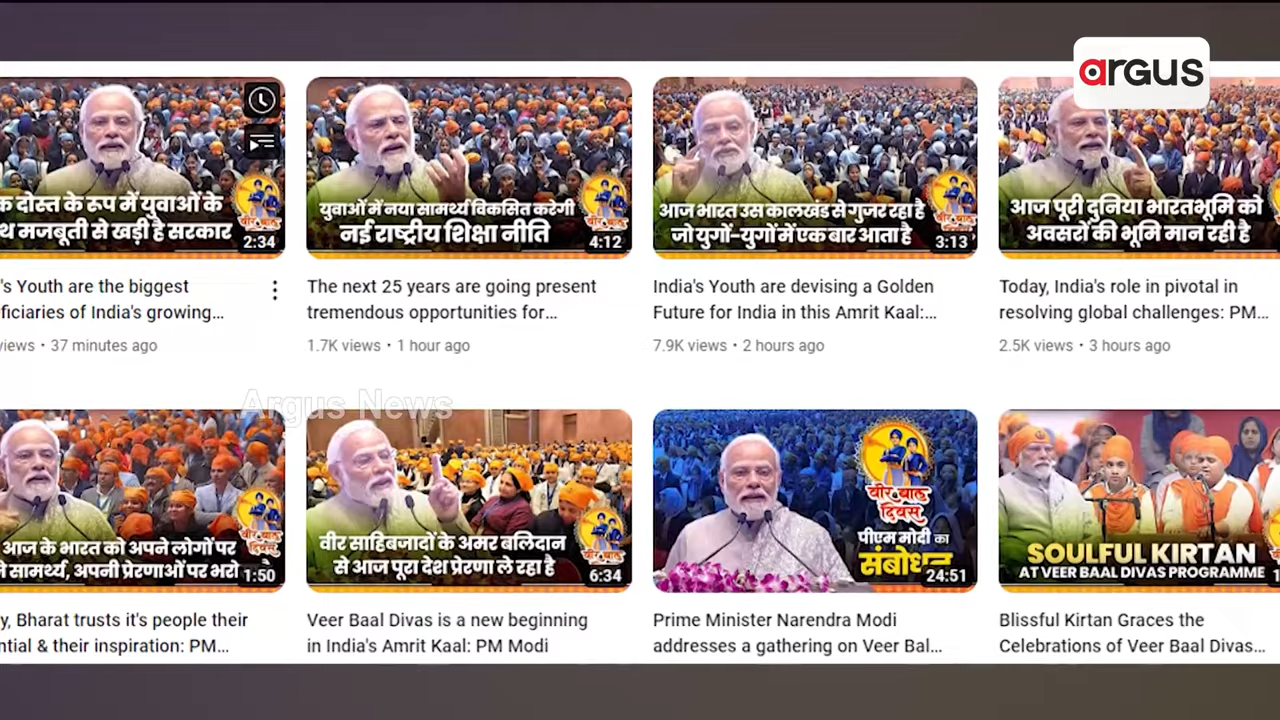 arGUS
क दोस्त के रूप में युवाओं के
थ मजबूती से खड़ी है सरकार
वीर बाल
2:34
युवाओं में नया सामर्थ्य विकसित करेगी
नई राष्ट्रीय शिक्षा नीति
वीर बाल
4:12
आज भारत उस कालखंड से गुजर रहा है
जो युगों-युगों में एक बार आता है
वीर बाल
3:13
आज पूरी दुनिया भारतभूमि को
अवसरों की भूमि मान रही है
's Youth are the biggest
ficiaries of India's growing...
views • 37 minutes ago
The next 25 years are going present
tremendous opportunities for...
1.7K views • 1 hour ago
India's Youth are devising a Golden
Future for India in this Amrit Kaal:...
7.9K views • 2 hours ago
Today, India's role in pivotal in
resolving global challenges: PM...
2.5K views • 3 hours ago
Argus News
आज के भारत को अपने लोगों पर
सामर्थ्य, अपनी प्रेरणाओं पर भरो
वीर बाल
1:50
वीर साहिबजादों के अमर बलिदान
से आज पूरा देश प्रेरणा ले रहा है
वीर बाल
6:34
वीर बाल
दिवस
पीएम मोदी का
संबोधन
24:51
SOULFUL KIRTAN
AT VEER BAAL DIVAS PROGRAMME
y, Bharat trusts it's people their
ntial & their inspiration: PM...
Veer Baal Divas is a new beginning
in India's Amrit Kaal: PM Modi
Prime Minister Narendra Modi
addresses a gathering on Veer Bal...
Blissful Kirtan Graces the
Celebrations of Veer Baal Divas...